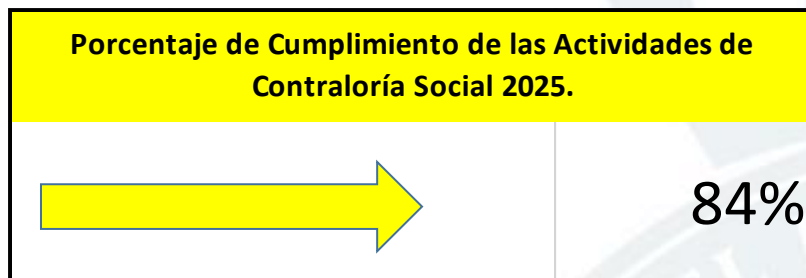 Porcentaje de Cumplimiento de las Actividades de
Contraloría Social 2025.
84%